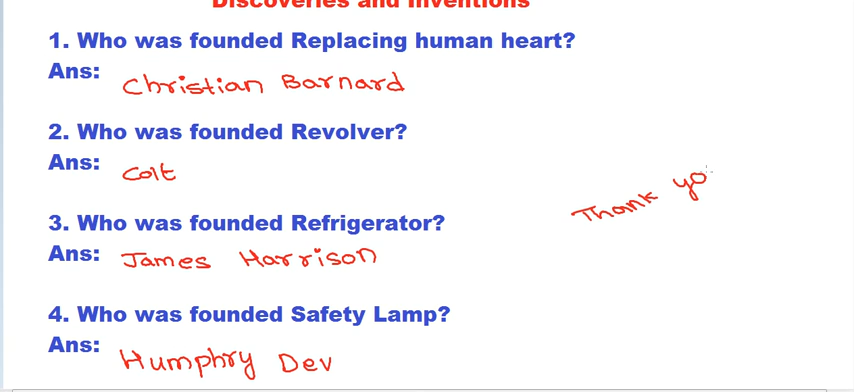 Discoveries and Inventions
1. Who was founded Replacing human heart?
Ans: Christian Barnard
2. Who was founded Revolver?
Ans: Colt
3. Who was founded Refrigerator?
Ans: James Harrison
Thank yo
4. Who was founded Safety Lamp?
Ans: Humphry Dev